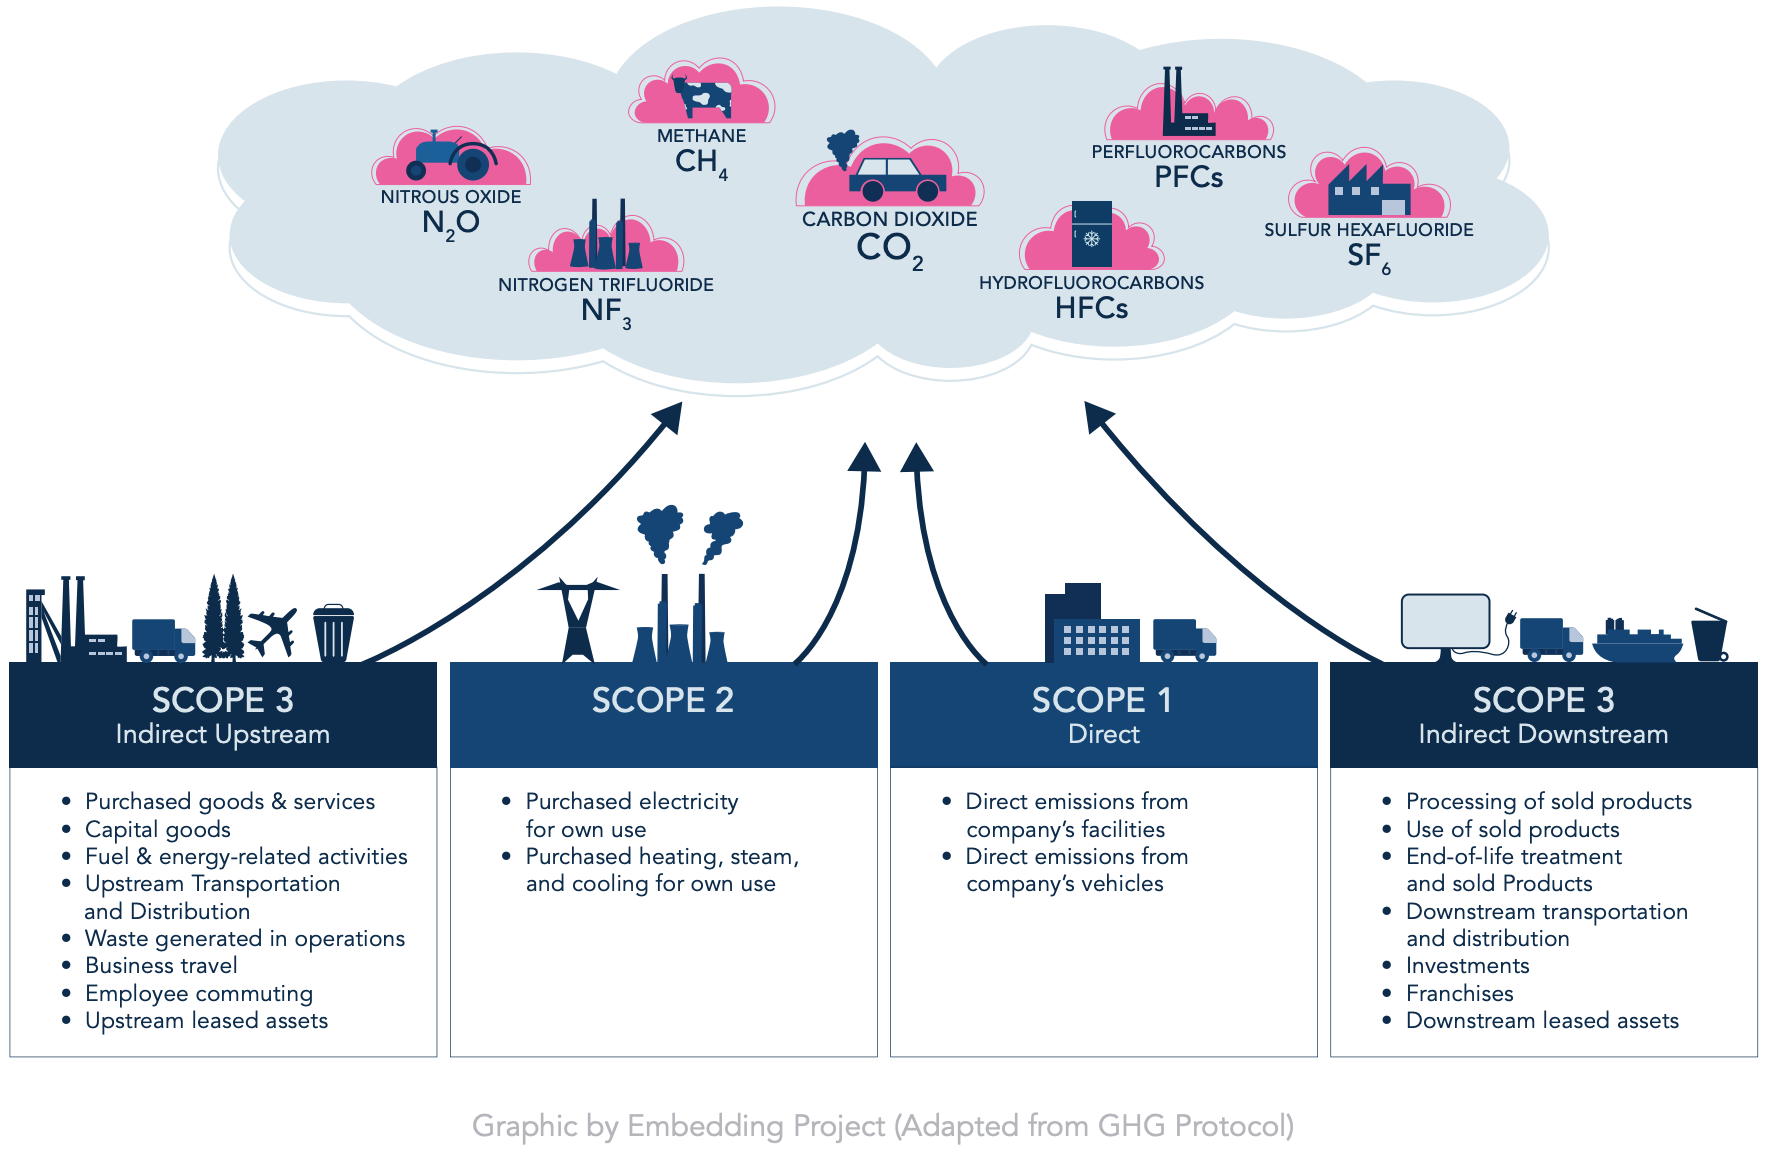 METHANE
CH4
NITROUS OXIDE
N2O
NITROGEN TRIFLUORIDE
NF3
CARBON DIOXIDE
CO2
PERFLUOROCARBONS
PFCs
HYDROFLUOROCARBONS
HFCs
SULFUR HEXAFLUORIDE
SF6
SCOPE 3
Indirect Upstream
• Purchased goods & services
• Capital goods
• Fuel & energy-related activities
• Upstream Transportation
and Distribution
• Waste generated in operations
• Business travel
• Employee commuting
• Upstream leased assets
SCOPE 2
• Purchased electricity
for own use
• Purchased heating, steam,
and cooling for own use
SCOPE 1
Direct
• Direct emissions from
company’s facilities
• Direct emissions from
company’s vehicles
SCOPE 3
Indirect Downstream
• Processing of sold products
• Use of sold products
• End-of-life treatment
and sold Products
• Downstream transportation
and distribution
• Investments
• Franchises
• Downstream leased assets
Graphic by Embedding Project (Adapted from GHG Protocol)